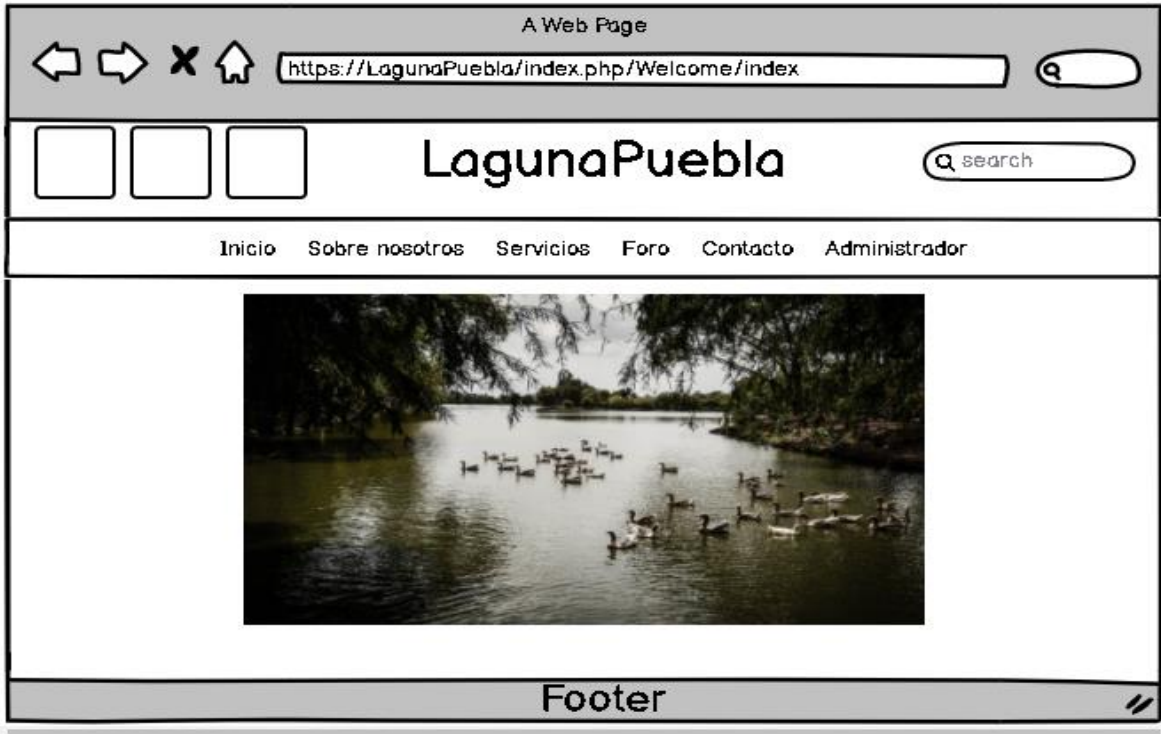 A Web Page
https://LagunaPuebla/index.php/Welcome/index
LagunaPuebla
search
Inicio Sobre nosotros Servicios Foro Contacto Administrador
Footer